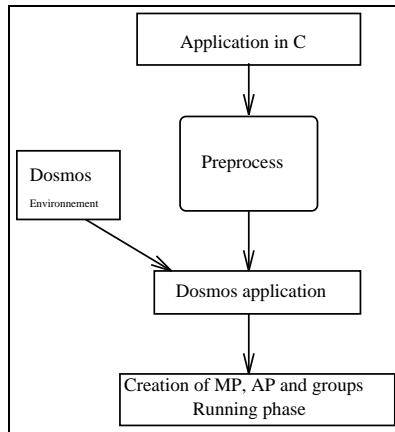 Application in C
Preprocess
Dosmos
Environnement
Dosmos application
Creation of MP, AP and groups
Running phase